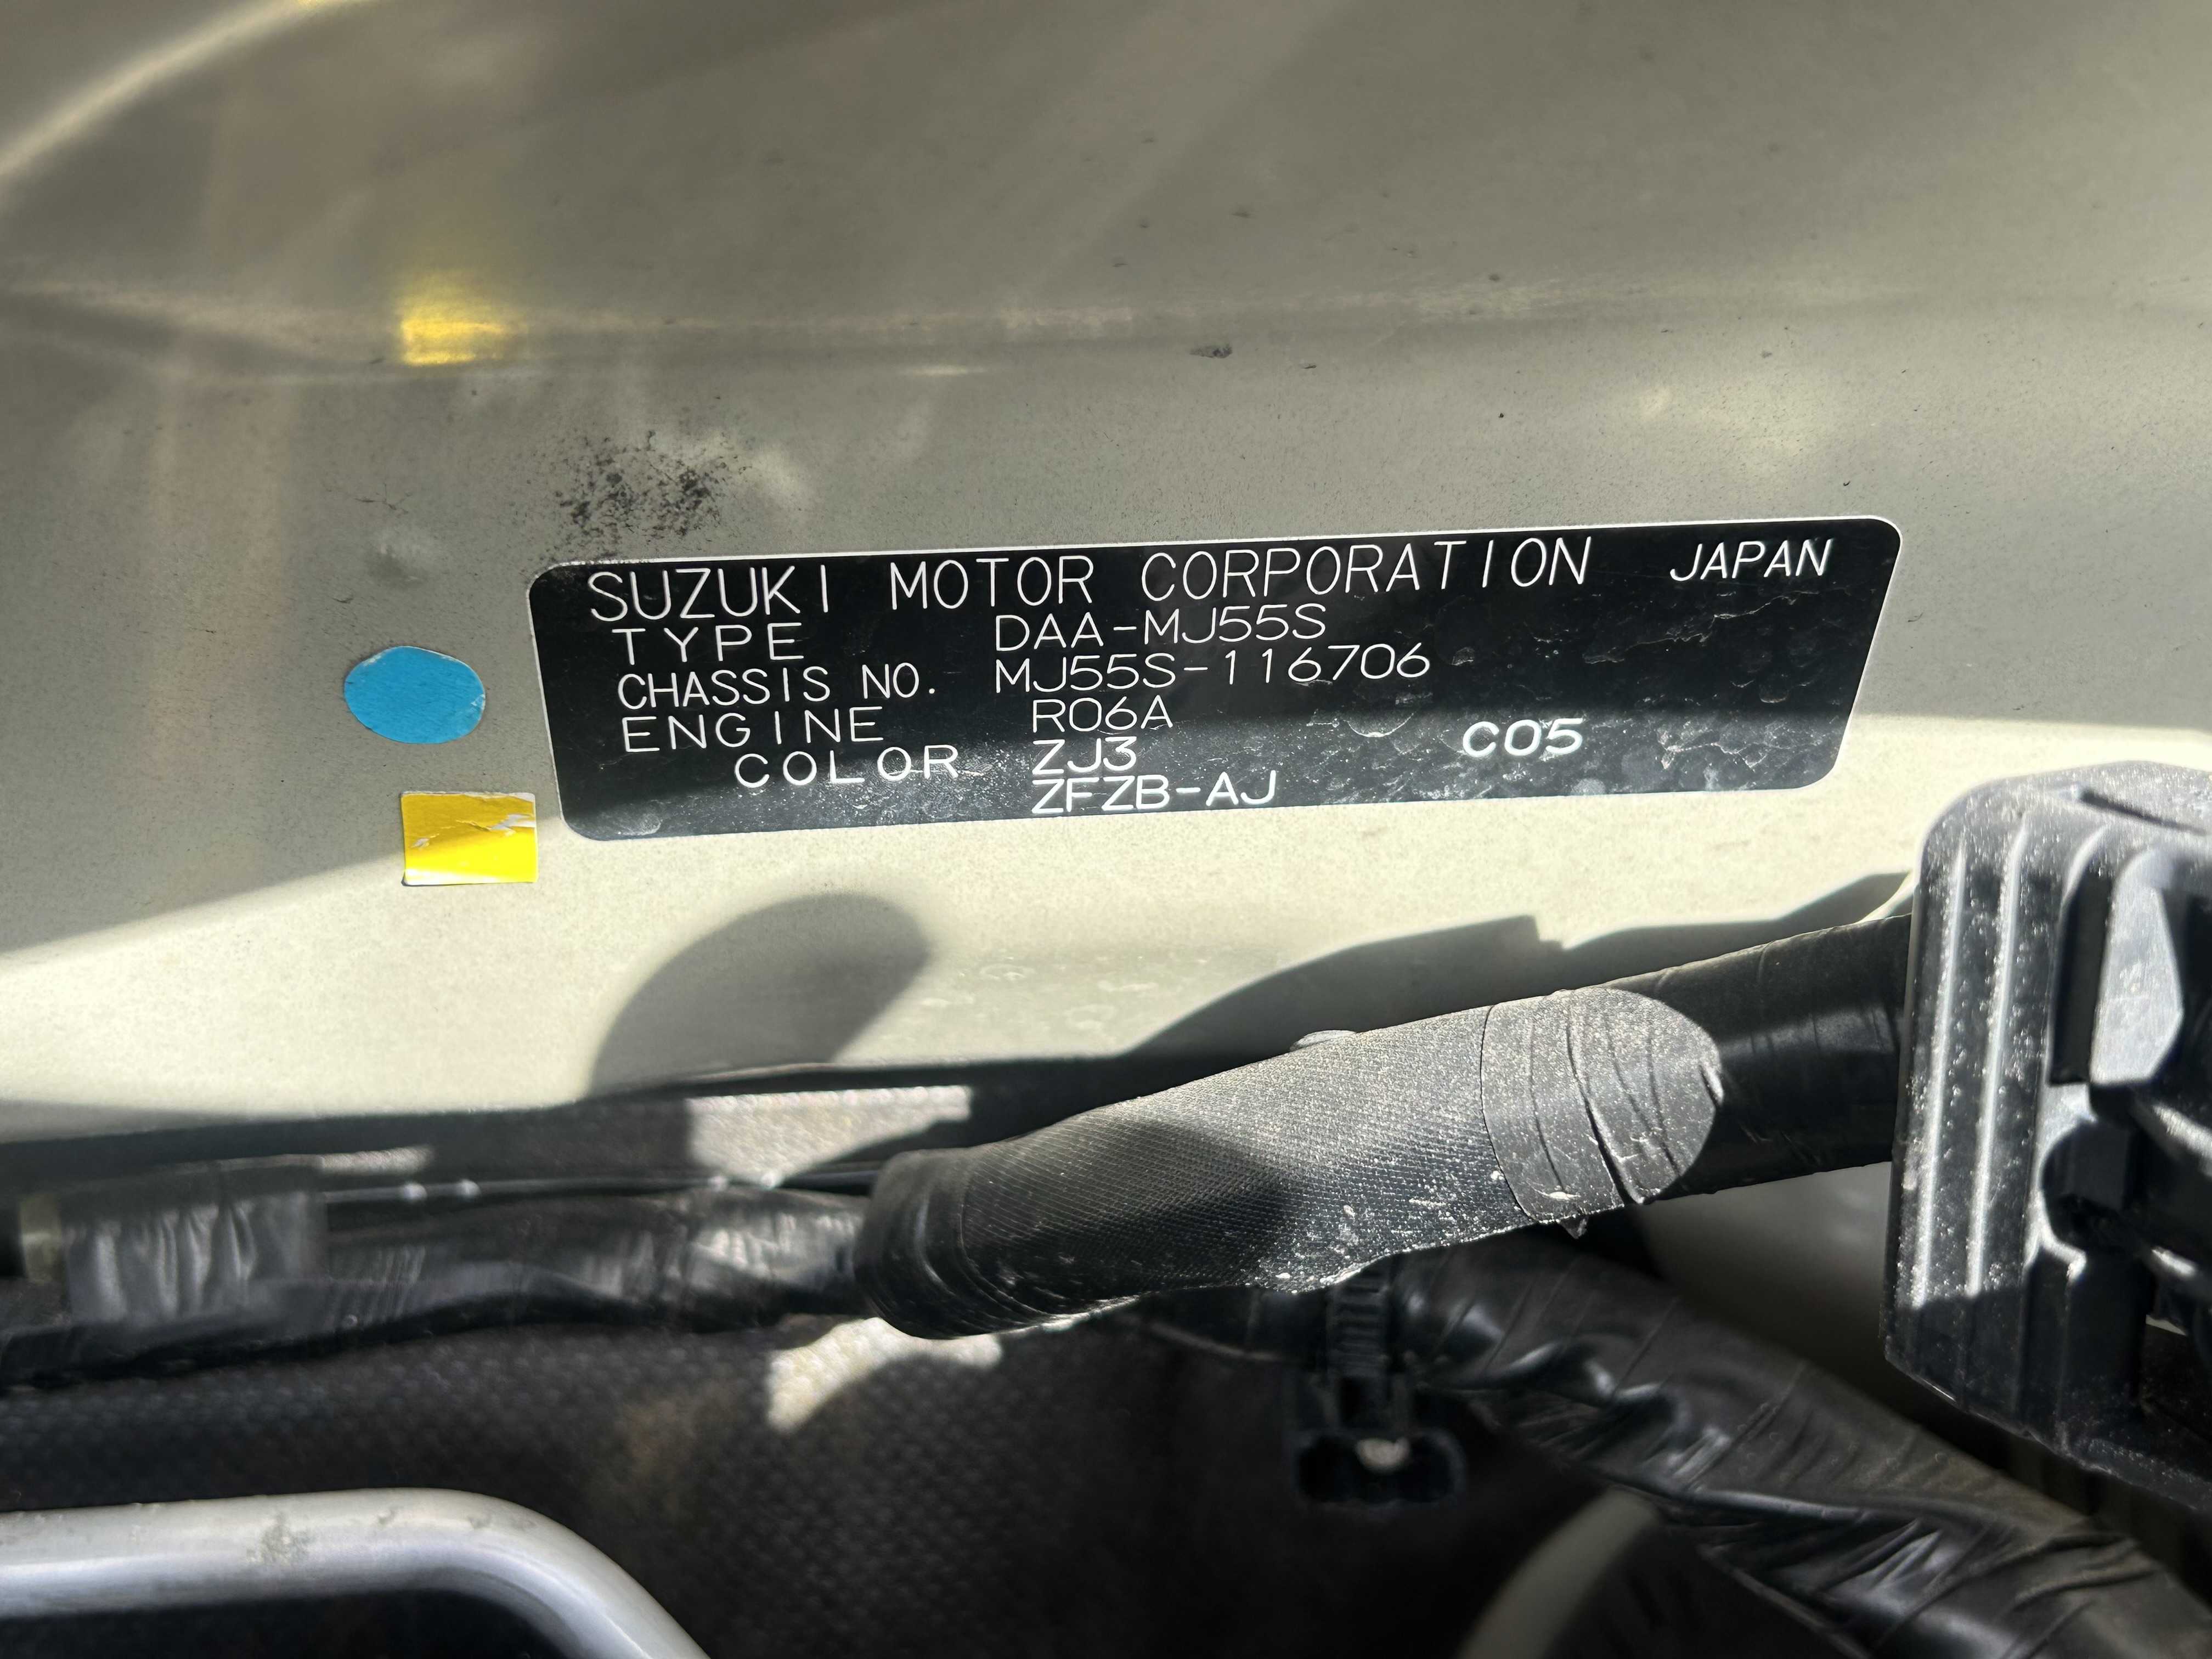 SUZUKI MOTOR CORPORATION JAPAN
TYPE DAA-MJ55S
CHASSIS NO. MJ55S-116706
ENGINE R06A
COLOR ZJ3 C05
ZFZB-AJ